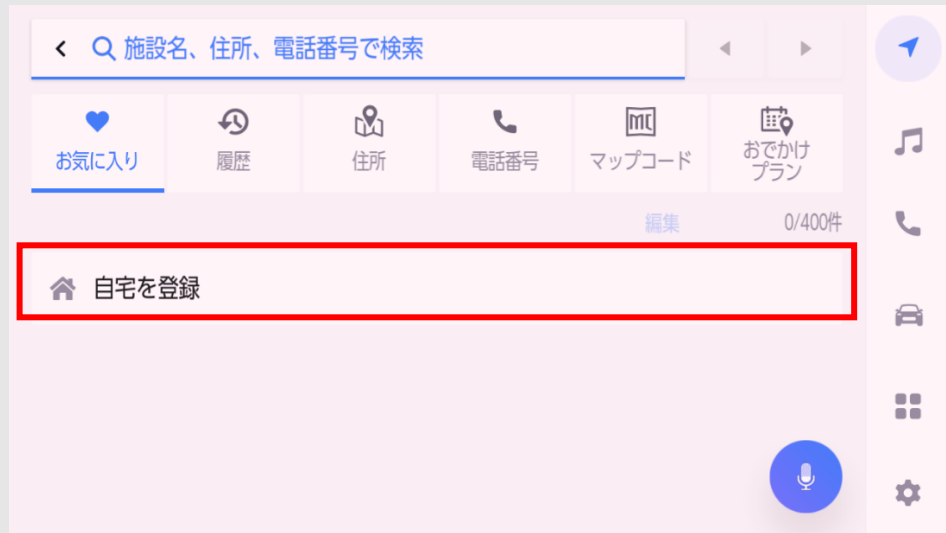 施設名、住所、電話番号で検索
お気に入り
履歴
住所
電話番号
MC
マップコード
おでかけ
プラン
編集
0/400件
自宅を登録